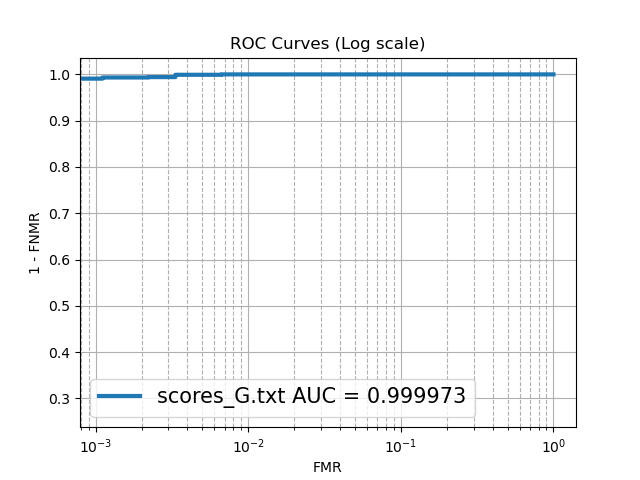 ROC Curves (Log scale)
1 - FNMR
1.0
0.9
0.8
0.7
0.6
0.5
0.4
0.3
scores_G.txt AUC = 0.999973
10⁻³ 10⁻² 10⁻¹ 10⁰
FMR